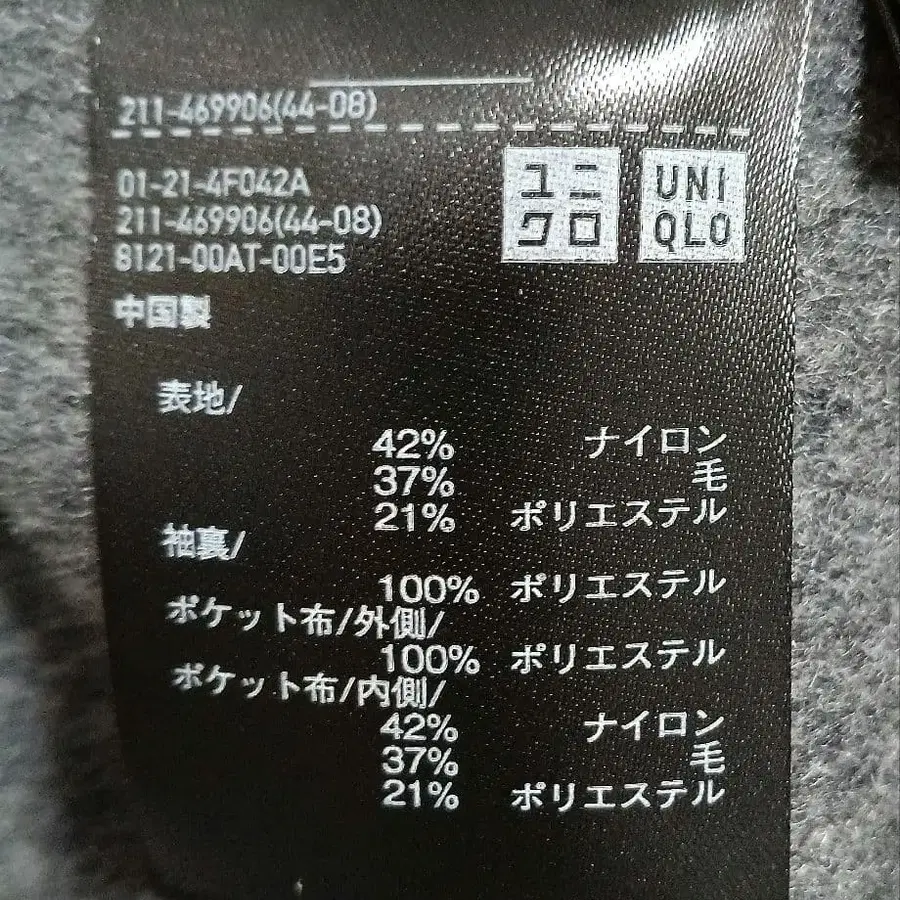 211-469906(44-08)
01-21-4F042A
211-469906(44-08)
8121-00AT-00E5
ユニ
クロ
UNI
QLO
中国製
表地/
42% ナイロン
37% 毛
21% ポリエステル
袖裏/
100% ポリエステル
ポケット布/外側/
100% ポリエステル
ポケット布/内側/
42% ナイロン
37% 毛
21% ポリエステル